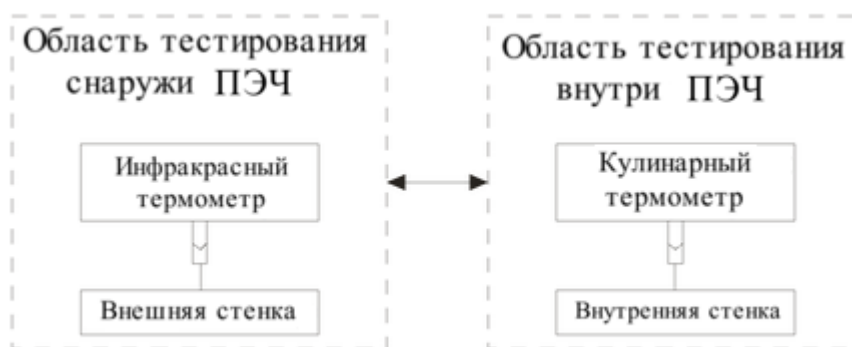 Область тестирования
снаружи ПЭЧ
Инфракрасный
термометр
Внешняя стенка
Область тестирования
внутри ПЭЧ
Кулинарный
термометр
Внутренняя стенка